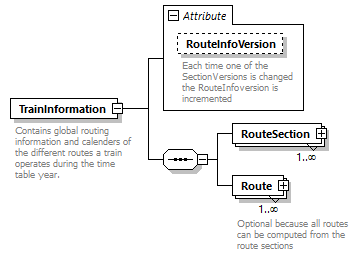 Attribute
RouteInfoVersion
Each time one of the
SectionVersions is changed
the RouteInfoversion is
incremented
TrainInformation
Contains global routing
information and calenders of
the different routes a train
operates during the time
table year.
RouteSection
1..∞
Route
1..∞
Optional because all routes
can be computed from the
route sections